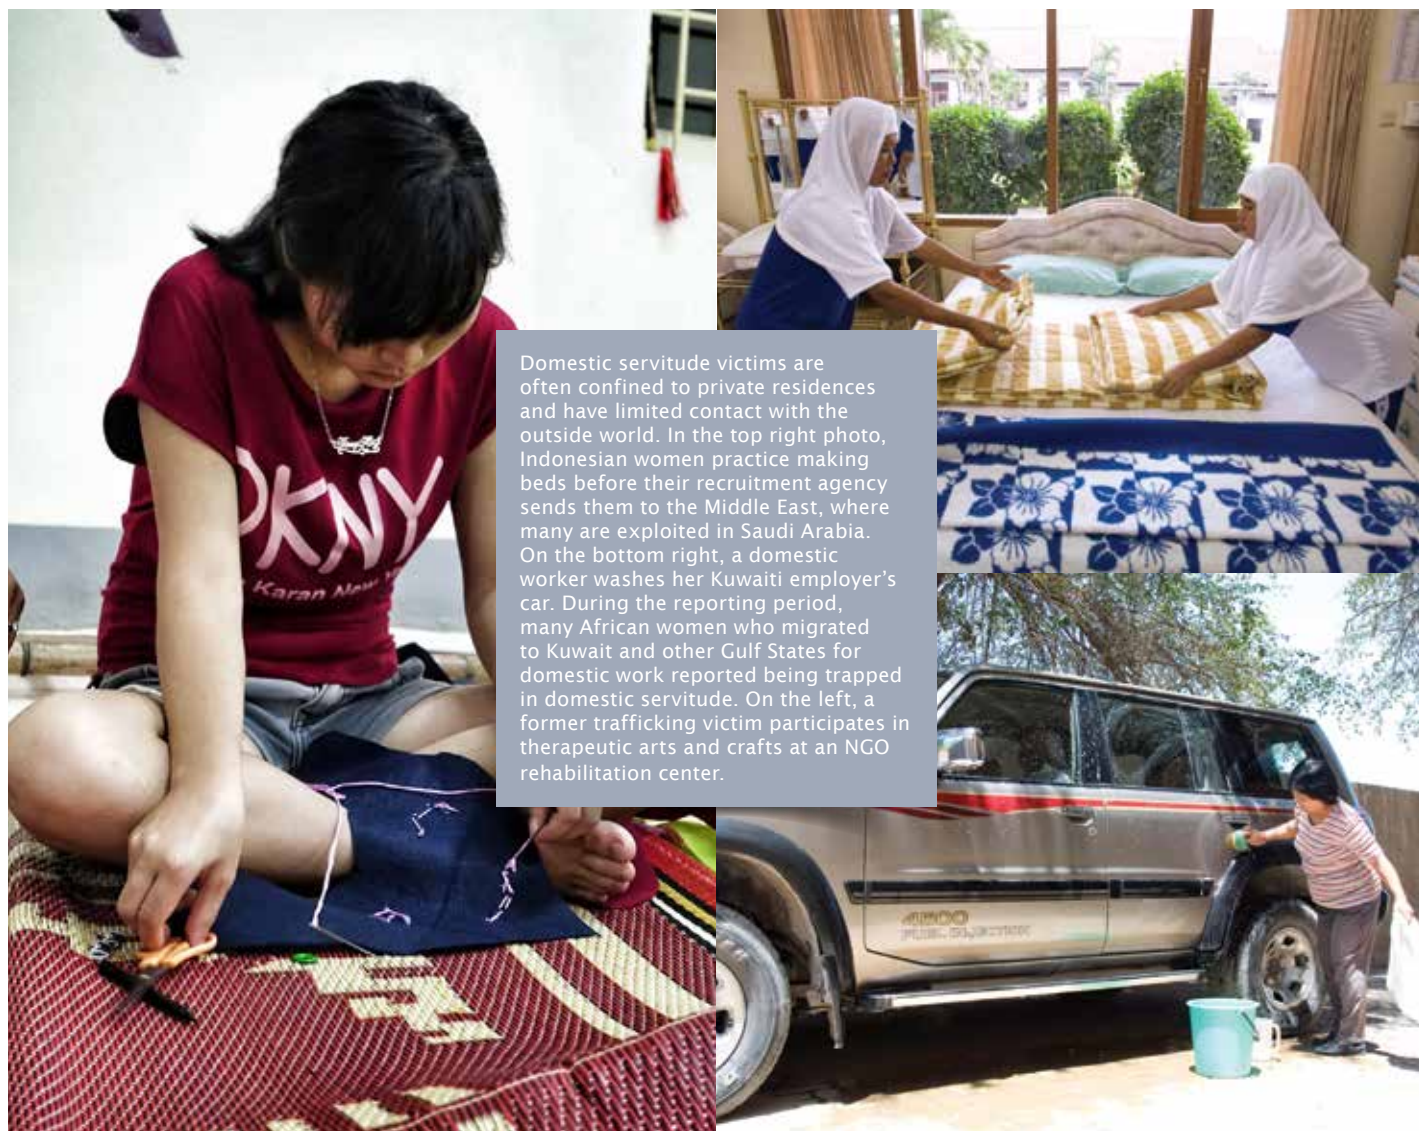 DKNY
Karan New
Domestic servitude victims are
often confined to private residences
and have limited contact with the
outside world. In the top right photo,
Indonesian women practice making
beds before their recruitment agency
sends them to the Middle East, where
many are exploited in Saudi Arabia.
On the bottom right, a domestic
worker washes her Kuwaiti employer’s
car. During the reporting period,
many African women who migrated
to Kuwait and other Gulf States for
domestic work reported being trapped
in domestic servitude. On the left, a
former trafficking victim participates in
therapeutic arts and crafts at an NGO
rehabilitation center.
4500
FUEL INJECTION